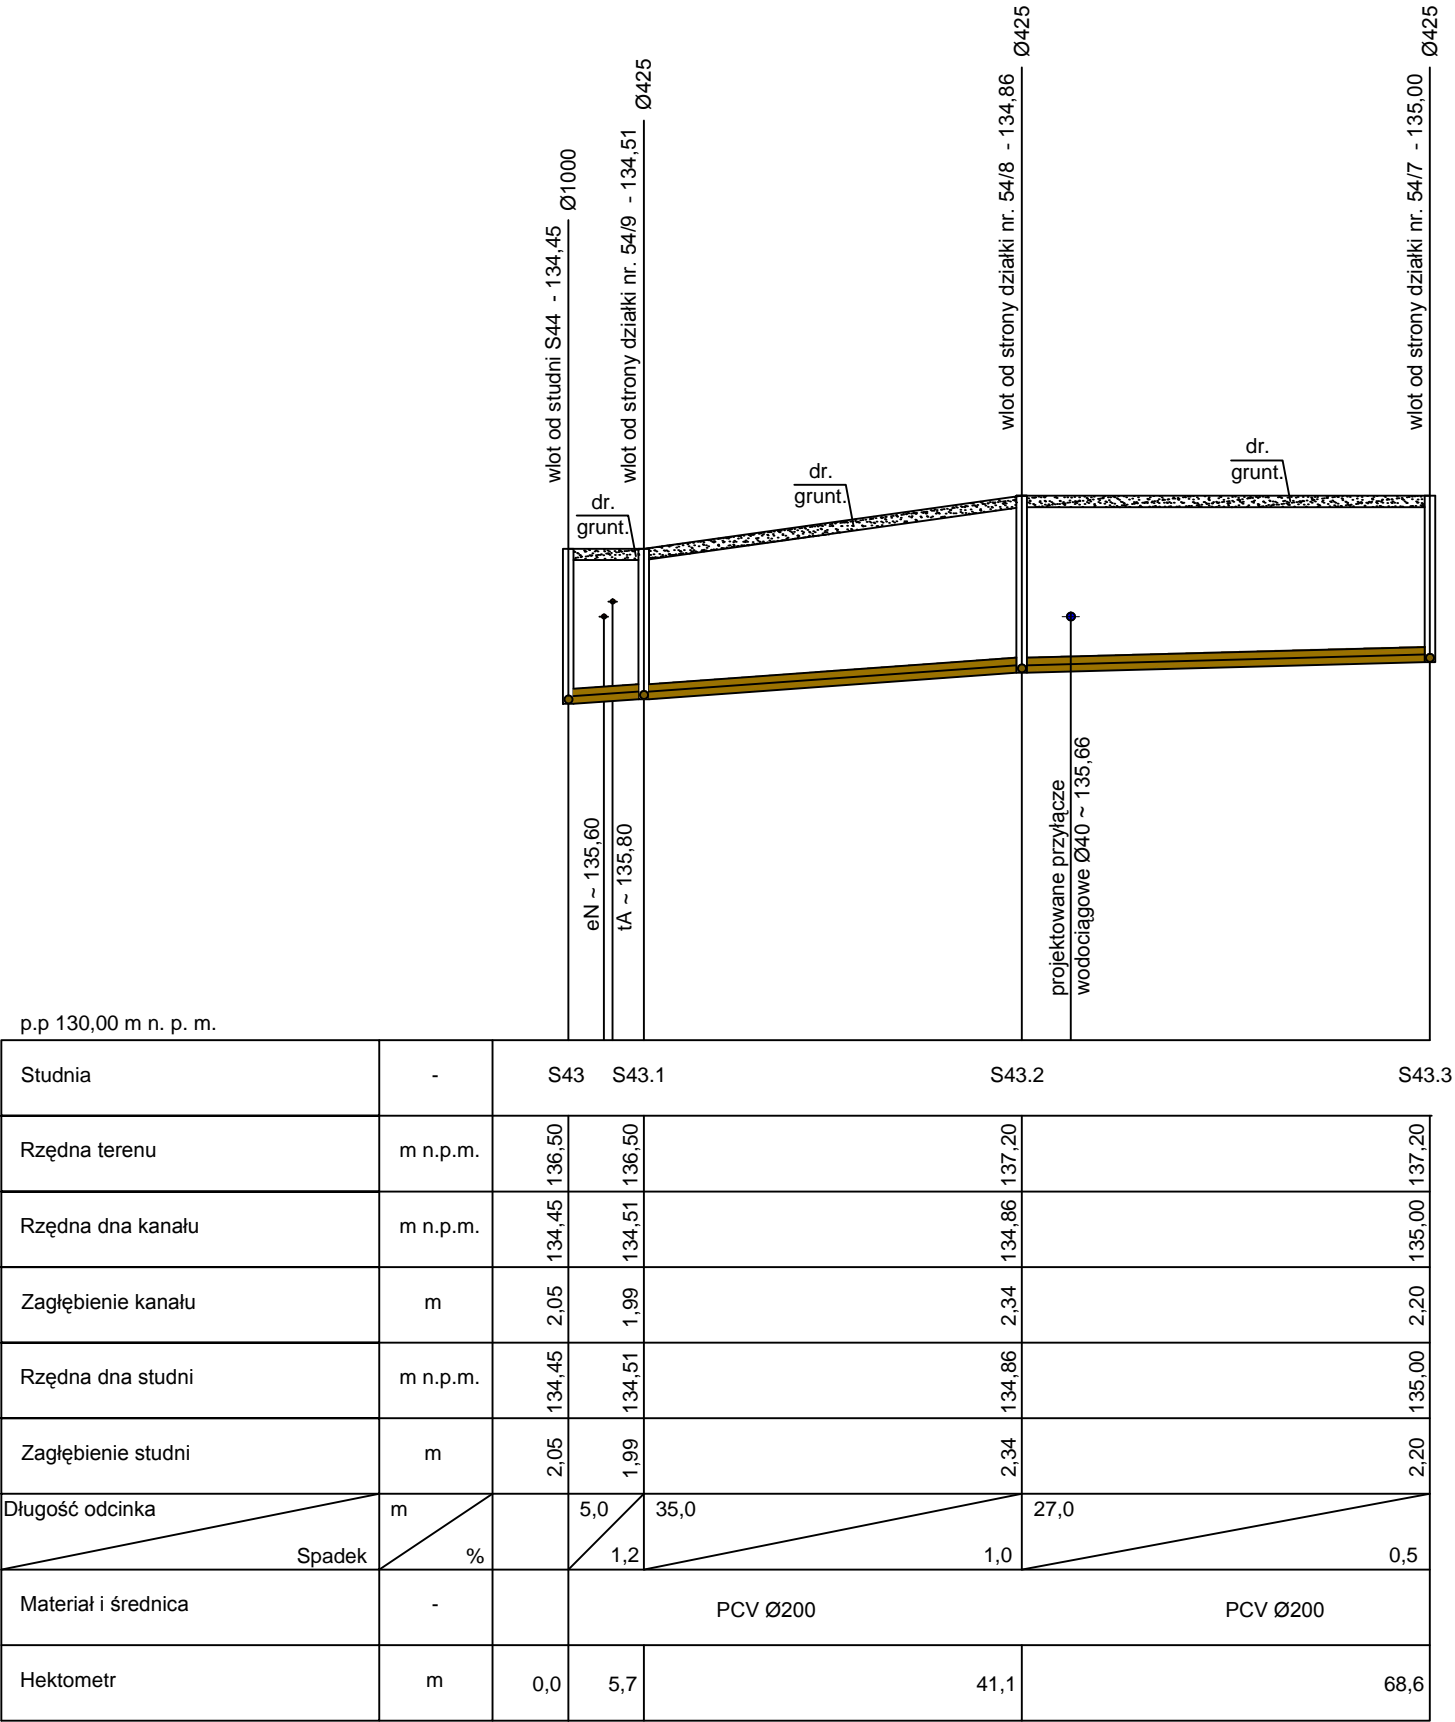 Ø1000
wlot od studni S44 - 134,45
Ø425
wlot od strony działki nr. 54/9 - 134,51
Ø425
wlot od strony działki nr. 54/8 - 134,86
Ø425
wlot od strony działki nr. 54/7 - 135,00
dr.
grunt.
dr.
grunt.
dr.
grunt.
eN ~ 135,60
tA ~ 135,80
projektowane przyłącze
wodociągowe Ø40 ~ 135,66
p.p 130,00 m n. p. m.
Studnia - S43 S43.1 S43.2 S43.3
Rzędna terenu m n.p.m. 136,50 136,50 137,20 137,20
Rzędna dna kanału m n.p.m. 134,45 134,51 134,86 135,00
Zagłębienie kanału m 2,05 1,99 2,34 2,20
Rzędna dna studni m n.p.m. 134,45 134,51 134,86 135,00
Zagłębienie studni m 2,05 1,99 2,34 2,20
Długość odcinka m 5,0 35,0 27,0
Spadek % 1,2 1,0 0,5
Materiał i średnica - PCV Ø200 PCV Ø200
Hektometr m 0,0 5,7 41,1 68,6